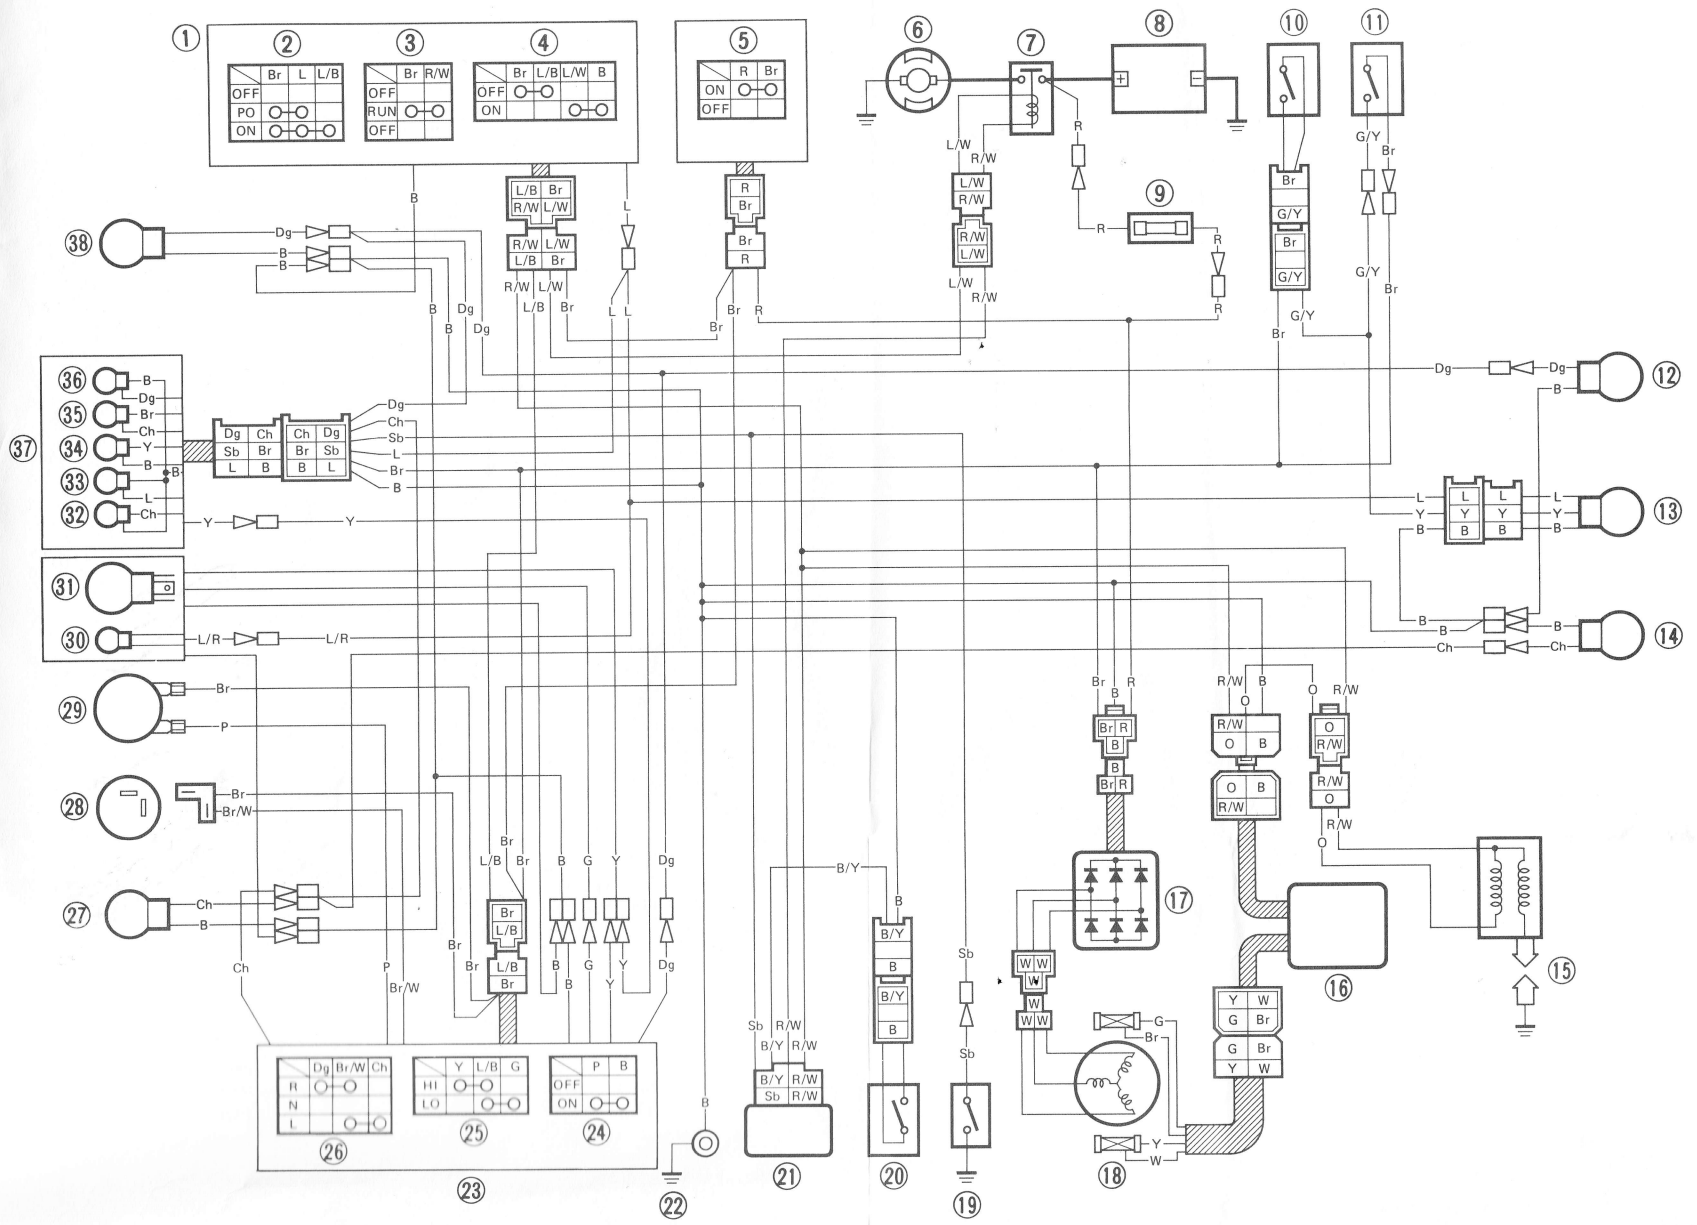 1
2
Br L L/B
OFF
PO
ON
3
Br R/W
OFF
RUN
OFF
4
Br L/B L/W B
OFF
ON
5
R Br
ON
OFF
6
7
8
+ −
9
10
11
L/B Br
R/W L/W
R/W L/W
L/B Br
R/W L/B L/W Br
B
L
L L
R
Br
Br
R
Br Br R
L/W
R/W
L/W
R/W
R/W
L/W
L/W
R/W
R
R
R
R
Br
G/Y
Br
G/Y
Br
G/Y
G/Y
Br
G/Y
Br
38
Dg
B
B
B B Dg Dg
12
Dg Dg
B
37
36
B
Dg
35
Br
Ch
34
Y
B
33
B
L
32
Ch
Dg Ch
Sb Br
L B
Ch Dg
Br Sb
B L
Dg
Ch
Sb
L
Br
B
Y Y
13
L L L L
Y Y Y Y
B B B B
31
30
L/R L/R
14
B
B B
Ch Ch
29
Br
P
28
Br
Br/W
27
Ch
B
Ch
P
Br/W
Br
Br
L/B
Br
Br
Br
L/B
L/B
Br
B G Y Dg
B B G Y Y Dg
Br B R
Br R
B
B
Br R
R/W O B
R/W
O B
O B
R/W
O R/W
O
R/W
R/W
O
R/W
O
15
16
17
W W
W
W
W W
18
G
Br
Y
W
Y W
G Br
G Br
Y W
19
Sb
Sb
20
B/Y
B
B/Y
B
B/Y
B
21
Sb R/W
B/Y R/W
B/Y R/W
Sb R/W
22
B
23
24
P B
OFF
ON
25
Y L/B G
HI
LO
26
Dg Br/W Ch
R
N
L